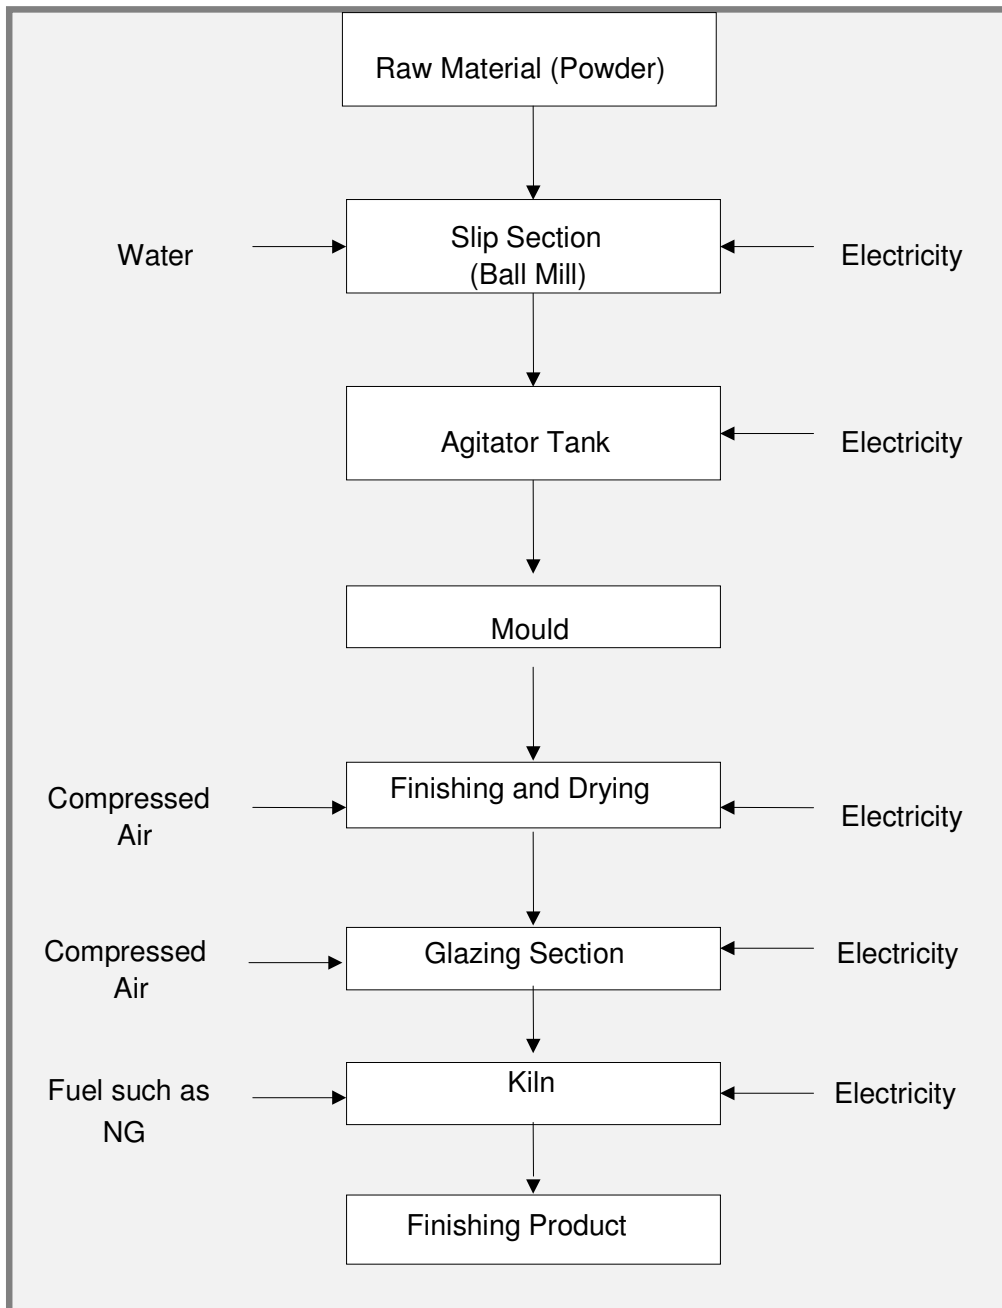 Raw Material (Powder)
Water
Slip Section
(Ball Mill)
Electricity
Agitator Tank
Electricity
Mould
Compressed
Air
Finishing and Drying
Electricity
Compressed
Air
Glazing Section
Electricity
Fuel such as
NG
Kiln
Electricity
Finishing Product